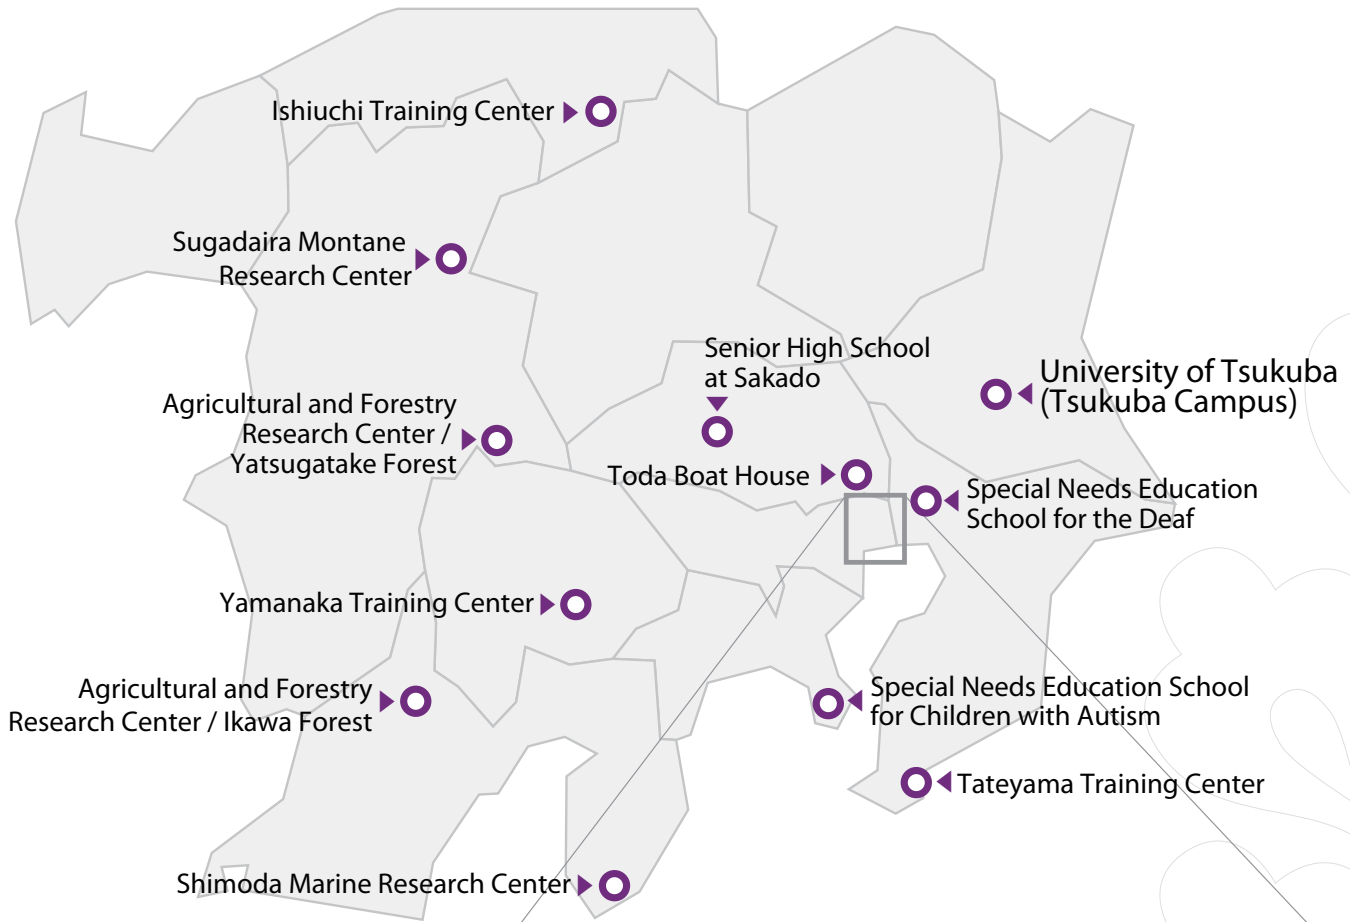 Ishiuchi Training Center
Sugadaira Montane
Research Center
Senior High School
at Sakado
University of Tsukuba
(Tsukuba Campus)
Agricultural and Forestry
Research Center /
Yatsugatake Forest
Toda Boat House
Special Needs Education
School for the Deaf
Yamanaka Training Center
Agricultural and Forestry
Research Center / Ikawa Forest
Special Needs Education School
for Children with Autism
Tateyama Training Center
Shimoda Marine Research Center